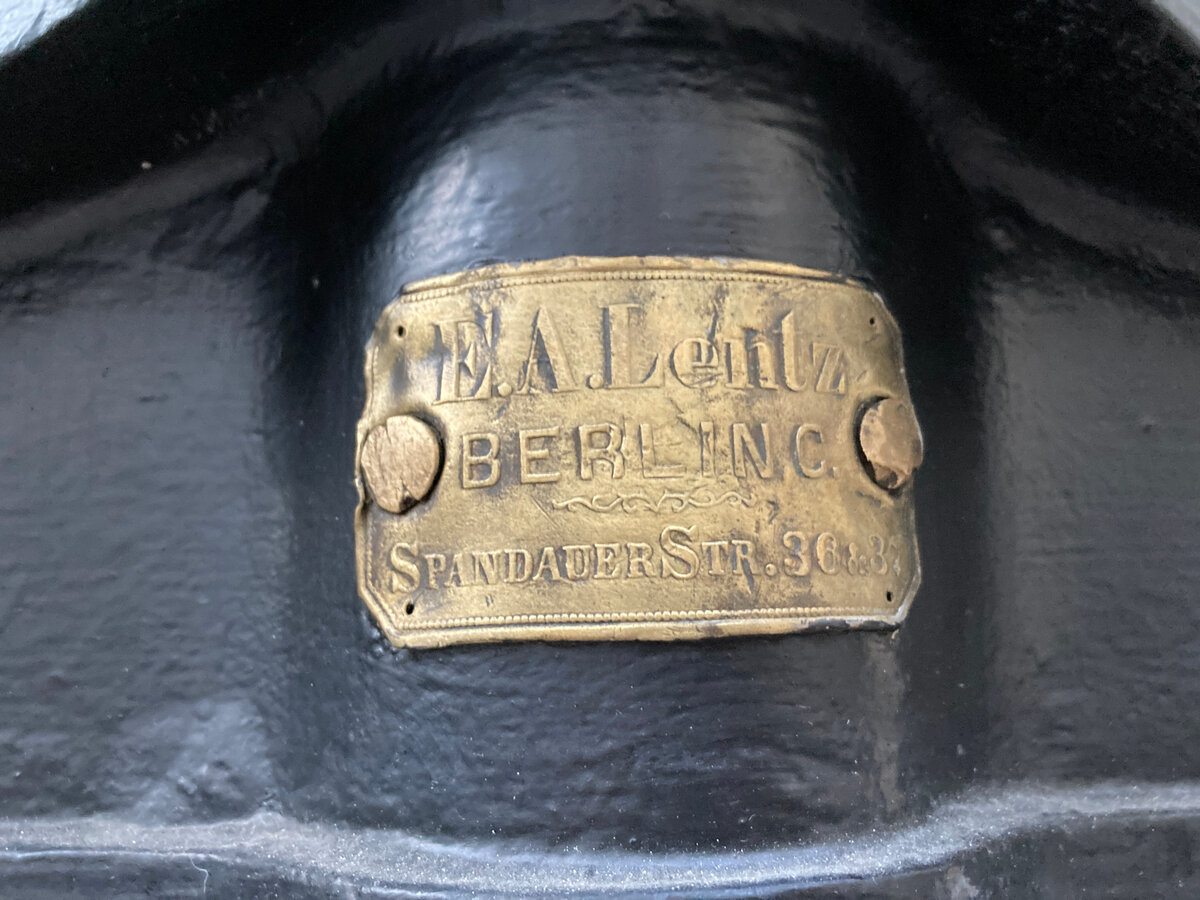 E.A.Lentz
BERLIN C.
SPANDAUER STR. 36 & 37